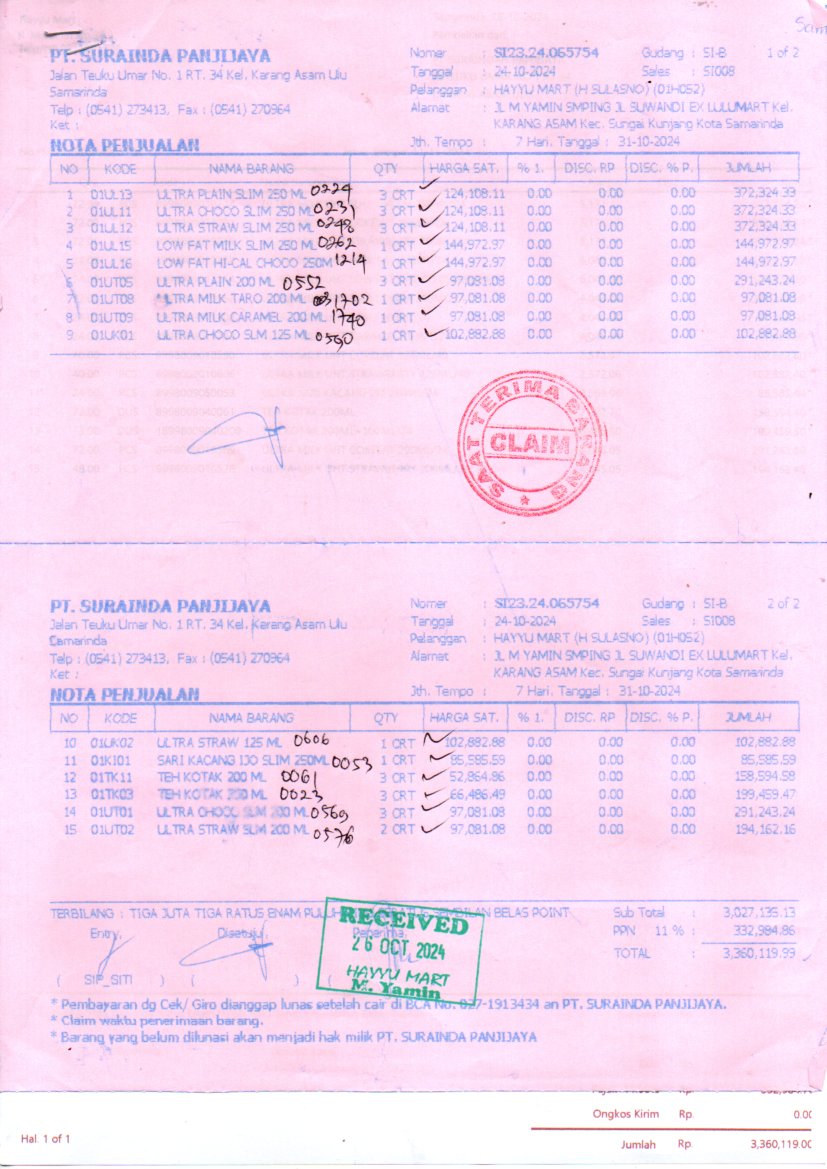 PT. SURAINDA PANJIJAYA
Jalan Teuku Umar No. 1 RT. 34 Kel. Karang Asam Ulu
Samarinda
Telp : (0541) 273413, Fax : (0541) 270964
Ket :
NOTA PENJUALAN
Nomer : SI23.24.065754 Gudang : SI-B 1 of 2
Tanggal : 24-10-2024 Sales : SI008
Pelanggan : HAYYU MART (H SULASNO) (01H052)
Alamat : JL M YAMIN SMPING JL SUWANDI EX LULUMART Kel.
KARANG ASAM Kec. Sungai Kunjang Kota Samarinda
Jth. Tempo : 7 Hari, Tanggal : 31-10-2024
NO KODE NAMA BARANG QTY HARGA SAT. % 1. DISC. RP DISC. % P. JUMLAH
1 01UL13 ULTRA PLAIN SLIM 250 ML 0224 3 CRT 124,108.11 0.00 0.00 0.00 372,324.33
2 01UL11 ULTRA CHOCO SLIM 250 ML 0231 3 CRT 124,108.11 0.00 0.00 0.00 372,324.33
3 01UL12 ULTRA STRAW SLIM 250 ML 0248 3 CRT 124,108.11 0.00 0.00 0.00 372,324.33
4 01UL15 LOW FAT MILK SLIM 250 ML 0262 1 CRT 144,972.97 0.00 0.00 0.00 144,972.97
5 01UL16 LOW FAT HI-CAL CHOCO 250M 1214 1 CRT 144,972.97 0.00 0.00 0.00 144,972.97
6 01UT05 ULTRA PLAIN 200 ML 0552 3 CRT 97,081.08 0.00 0.00 0.00 291,243.24
7 01UT08 ULTRA MILK TARO 200 ML 1702 1 CRT 97,081.08 0.00 0.00 0.00 97,081.08
8 01UT09 ULTRA MILK CARAMEL 200 ML 1740 1 CRT 97,081.08 0.00 0.00 0.00 97,081.08
9 01UK01 ULTRA CHOCO SLM 125 ML 0590 1 CRT 102,882.88 0.00 0.00 0.00 102,882.88
SAAT TERIMA BARANG
CLAIM
PT. SURAINDA PANJIJAYA
Jalan Teuku Umar No. 1 RT. 34 Kel. Karang Asam Ulu
Samarinda
Telp : (0541) 273413, Fax : (0541) 270964
Ket :
NOTA PENJUALAN
Nomer : SI23.24.065754 Gudang : SI-B 2 of 2
Tanggal : 24-10-2024 Sales : SI008
Pelanggan : HAYYU MART (H SULASNO) (01H052)
Alamat : JL M YAMIN SMPING JL SUWANDI EX LULUMART Kel.
KARANG ASAM Kec. Sungai Kunjang Kota Samarinda
Jth. Tempo : 7 Hari, Tanggal : 31-10-2024
NO KODE NAMA BARANG QTY HARGA SAT. % 1. DISC. RP DISC. % P. JUMLAH
10 01UK02 ULTRA STRAW 125 ML 0606 1 CRT 102,882.88 0.00 0.00 0.00 102,882.88
11 01KI01 SARI KACANG IJO SLIM 250ML 0053 1 CRT 85,585.59 0.00 0.00 0.00 85,585.59
12 01TK11 TEH KOTAK 200 ML 0061 3 CRT 52,864.86 0.00 0.00 0.00 158,594.58
13 01TK03 TEH KOTAK ML 0023 3 CRT 66,486.49 0.00 0.00 0.00 199,459.47
14 01UT01 ULTRA CHOCO SLM 200 ML 0569 3 CRT 97,081.08 0.00 0.00 0.00 291,243.24
15 01UT02 ULTRA STRAW SLM 200 ML 0576 2 CRT 97,081.08 0.00 0.00 0.00 194,162.16
TERBILANG : TIGA JUTA TIGA RATUS ENAM PULUH SEMBILAN BELAS POINT
Sub Total : 3,027,135.13
PPN 11 % : 332,984.86
TOTAL : 3,360,119.99
Entry, Disetujui, Penerima,
( SIP_SITI ) ( ) (
RECEIVED
26 OCT 2024
HAYYU MART
M. Yamin
* Pembayaran dg Cek/ Giro dianggap lunas setelah cair di BCA No. 027-1913434 an PT. SURAINDA PANJIJAYA.
* Claim waktu penerimaan barang.
* Barang yang belum dilunasi akan menjadi hak milik PT. SURAINDA PANJIJAYA
Ongkos Kirim Rp. 0.00
Hal. 1 of 1
Jumlah Rp. 3,360,119.00